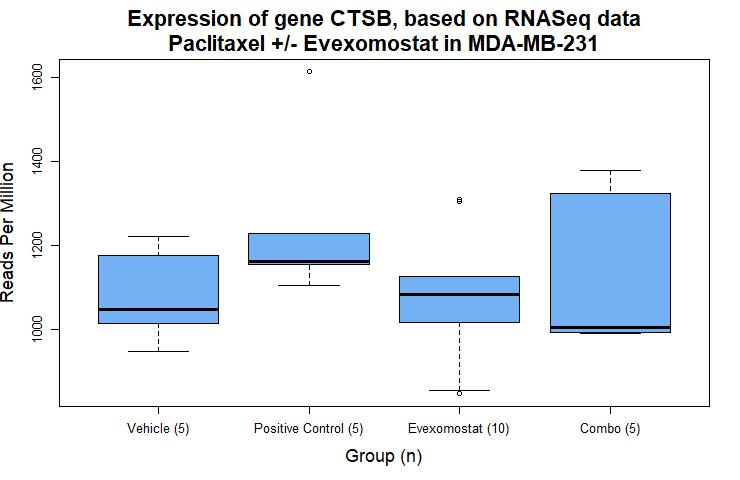 Expression of gene CTSB, based on RNASeq data
Paclitaxel +/- Evexomostat in MDA-MB-231
Reads Per Million
1600
1400
1200
1000
Vehicle (5)
Positive Control (5)
Evexomostat (10)
Combo (5)
Group (n)